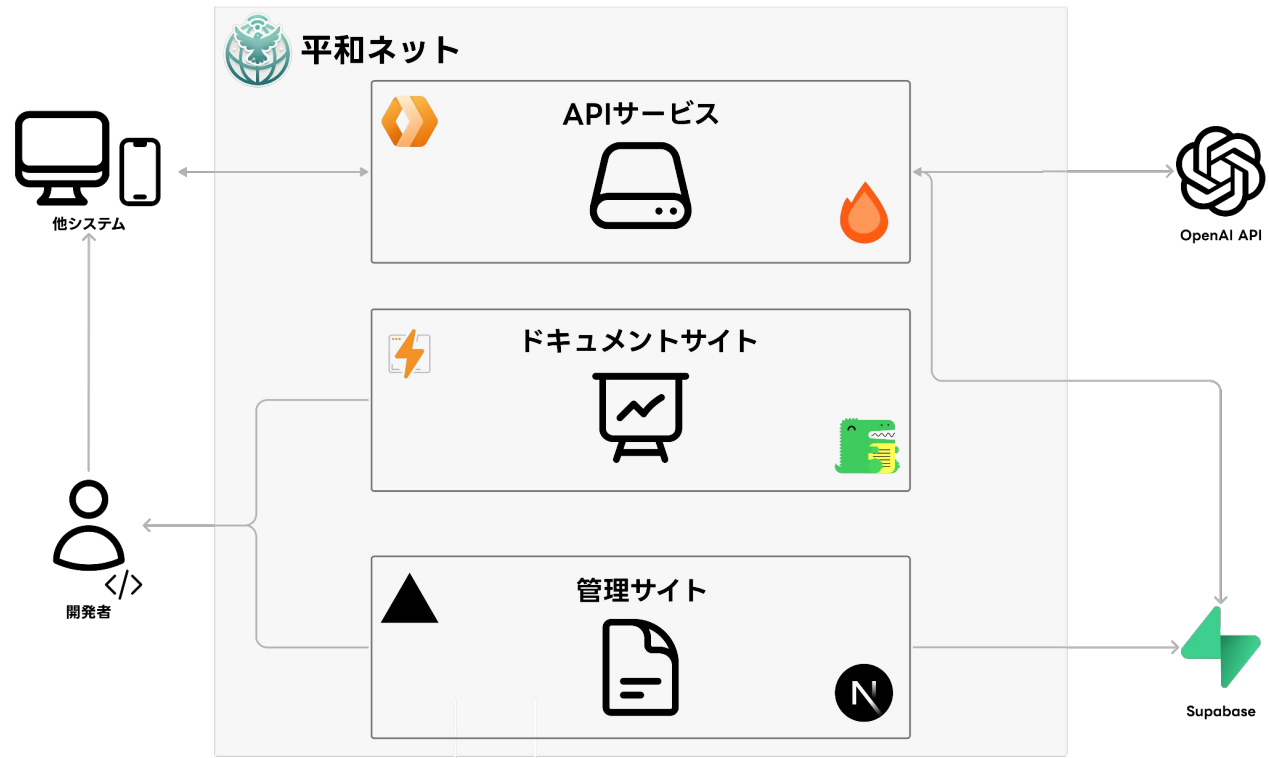 平和ネット
APIサービス
他システム
OpenAI API
ドキュメントサイト
開発者
</>
管理サイト
N
Supabase